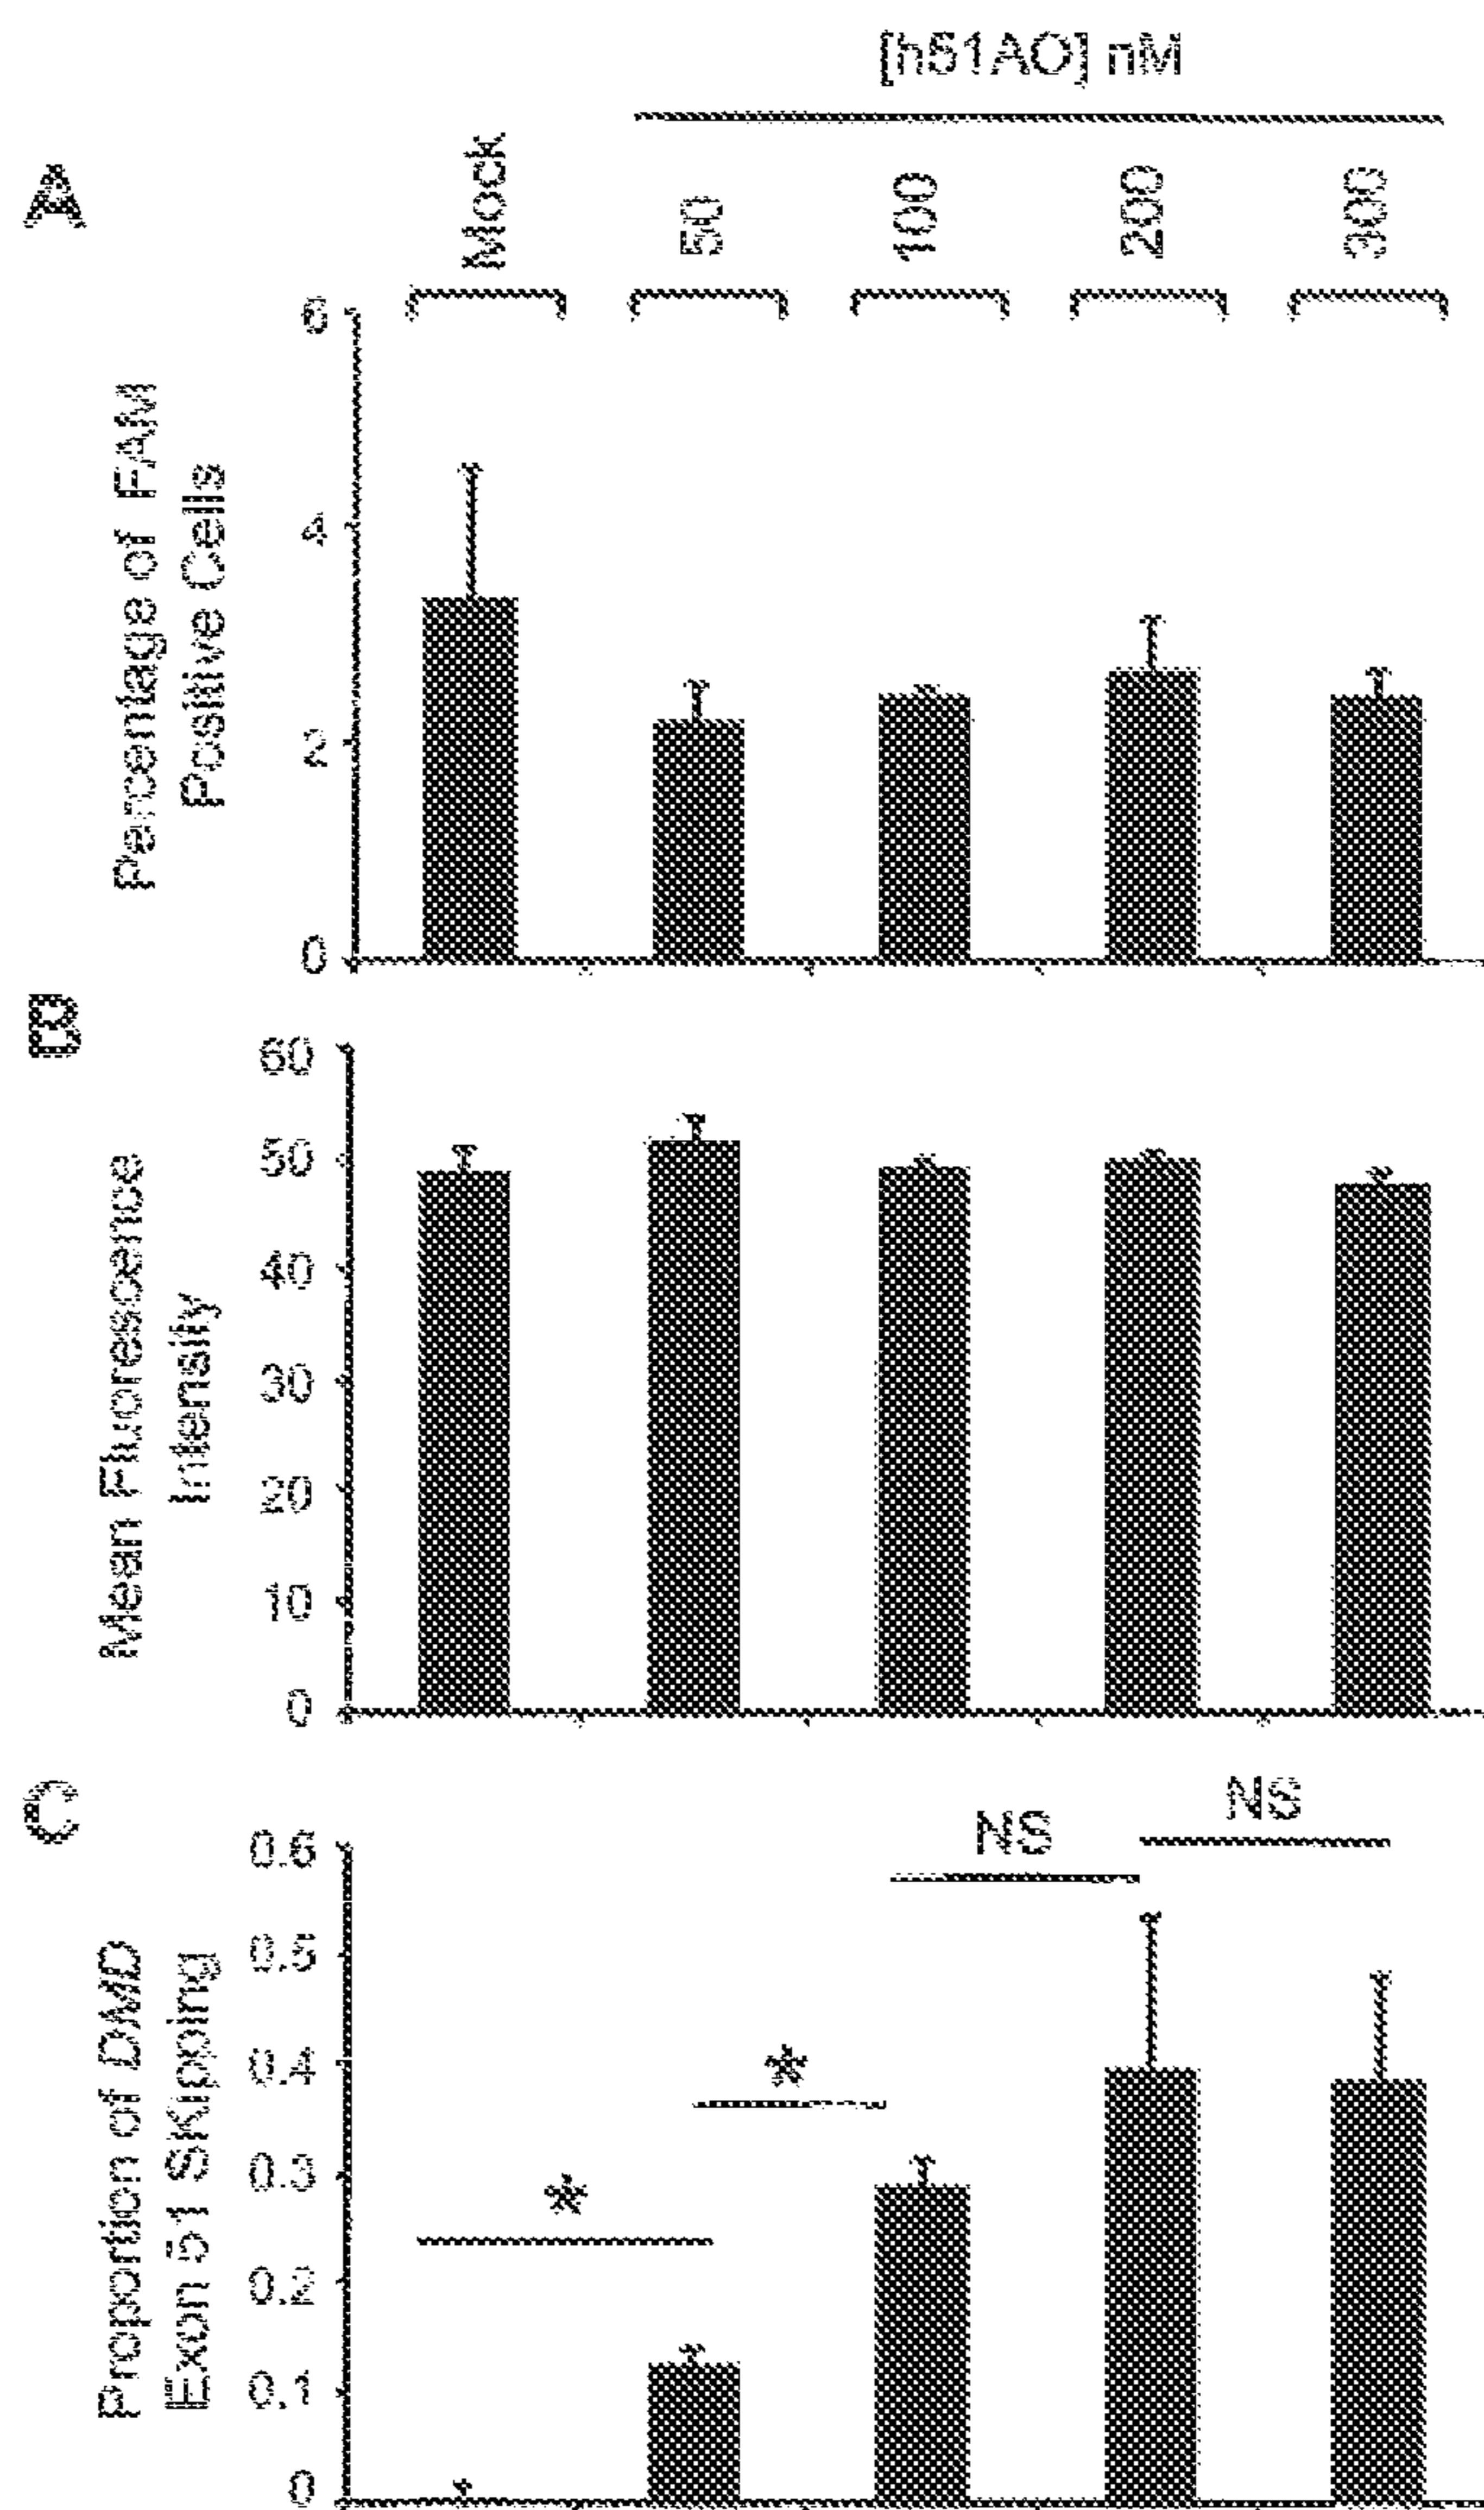 [h51AO] nM
A
Mock
50
100
200
300
Percentage of FAM
Positive Cells
6
4
2
0
B
Mean Fluorescence
Intensity
60
50
40
30
20
10
0
C
Proportion of DMD
Exon 51 SKipping
0.6
0.5
0.4
0.3
0.2
0.1
0
*
*
NS
NS